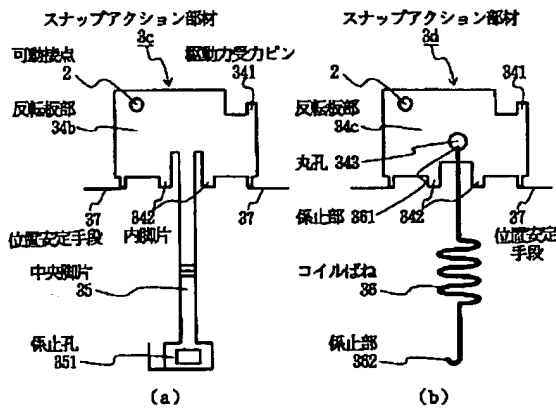 スナップアクション部材
3c
可動接点
2
駆動力受力ピン
341
反転板部
34b
37
342
37
位置安定手段
内脚片
中央脚片
35
係止孔
351
(a)
スナップアクション部材
3d
2
341
反転板部
34c
丸孔 343
係止部 361
342
37
位置安定
手段
コイルばね
36
係止部
362
(b)